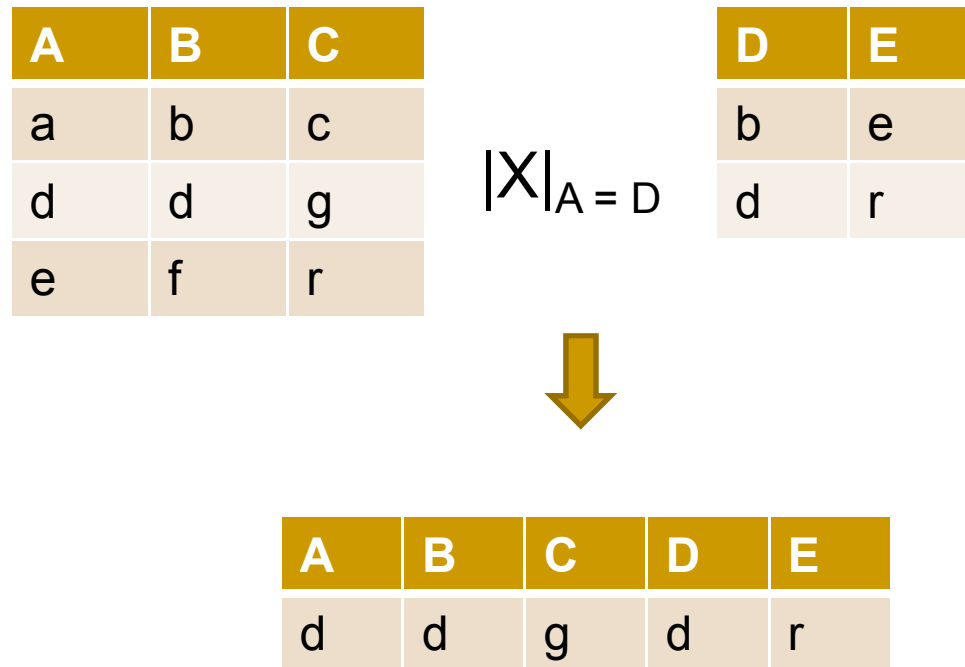 A B C
a b c
d d g
e f r
|X|A = D
D E
b e
d r
A B C D E
d d g d r